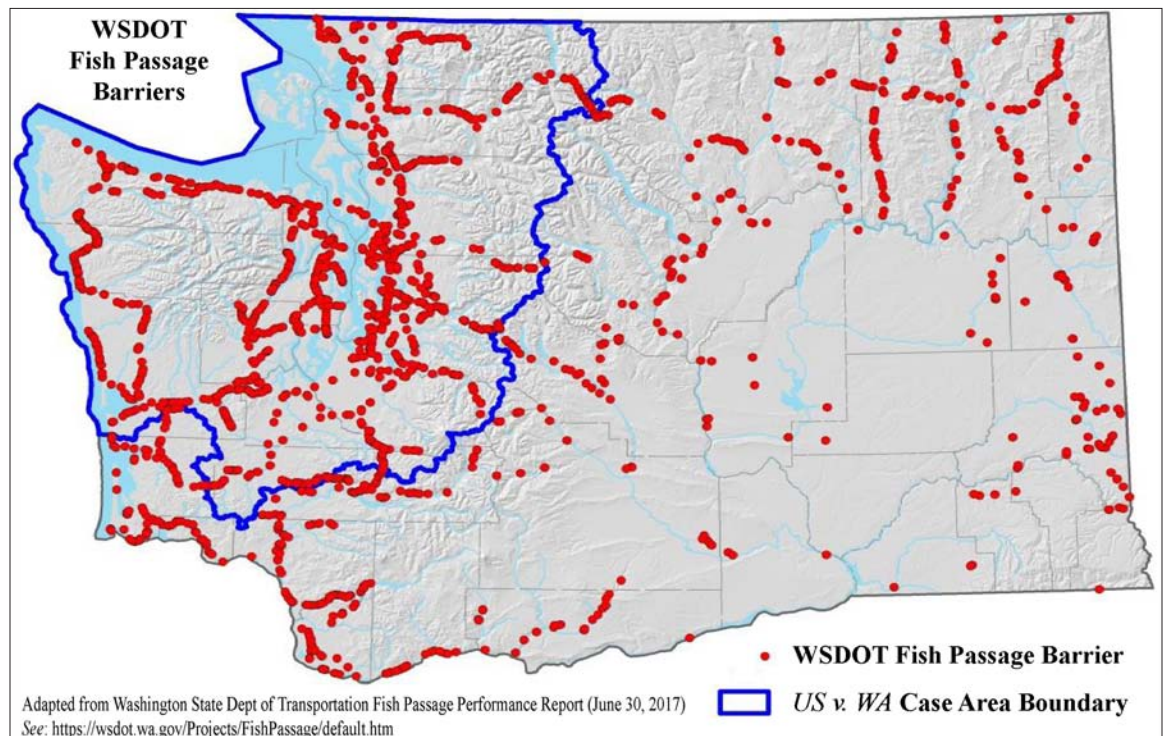 WSDOT
Fish Passage
Barriers
WSDOT Fish Passage Barrier
US v. WA Case Area Boundary
Adapted from Washington State Dept of Transportation Fish Passage Performance Report (June 30, 2017)
See: https://wsdot.wa.gov/Projects/FishPassage/default.htm